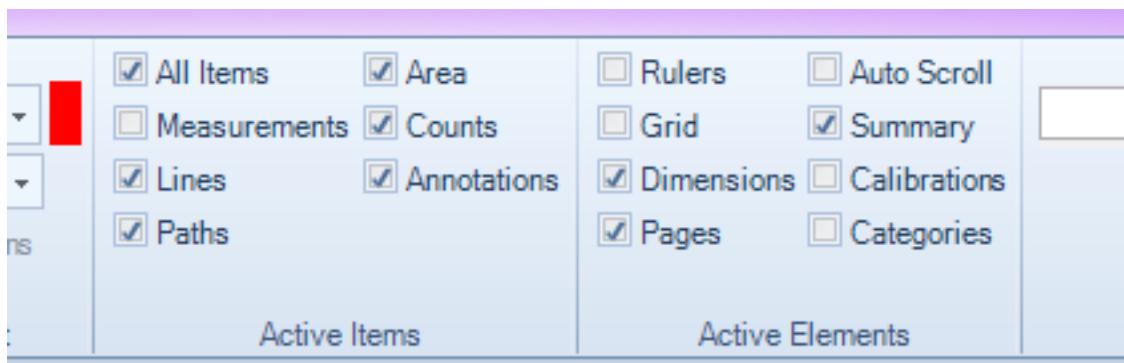 All Items
Measurements
Lines
Paths
Area
Counts
Annotations
Active Items
Rulers
Grid
Dimensions
Pages
Auto Scroll
Summary
Calibrations
Categories
Active Elements